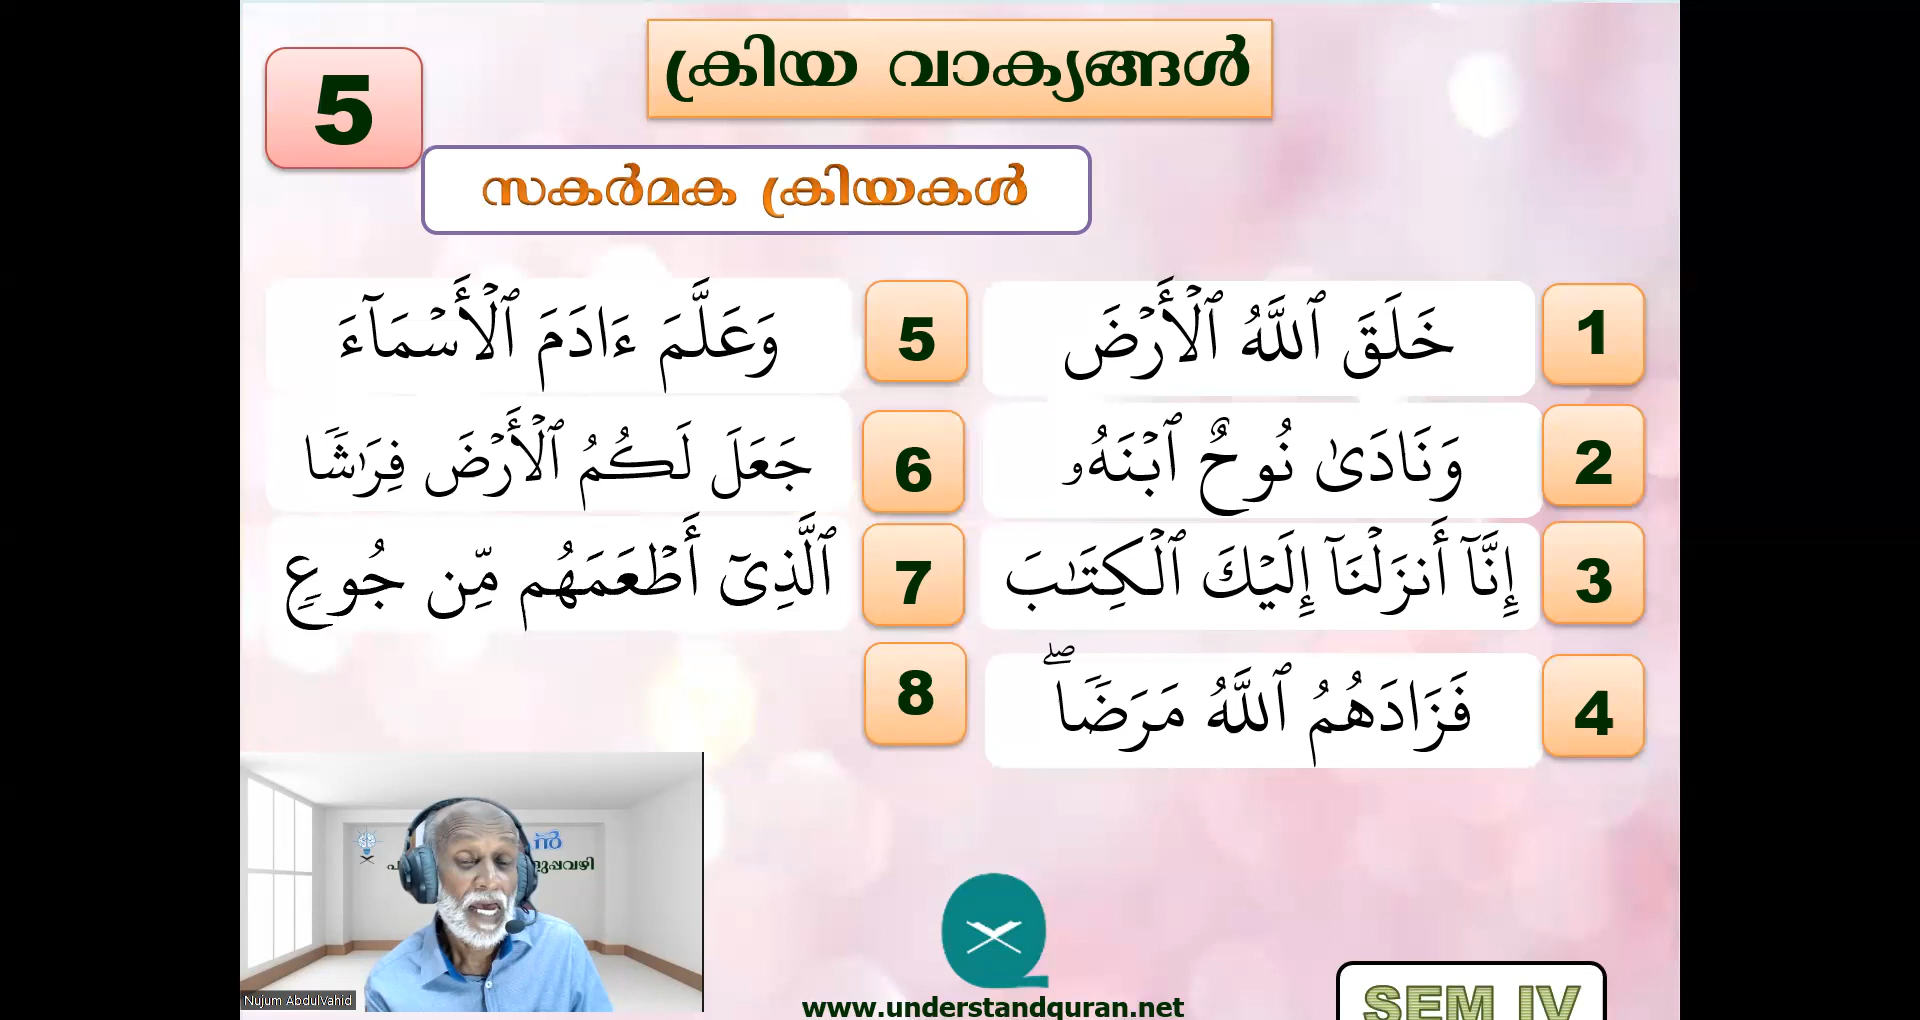 5
ക്രിയ വാക്യങ്ങൾ
സകർമക ക്രിയകൾ
1
خَلَقَ ٱللَّهُ ٱلْأَرْضَ
2
وَنَادَىٰ نُوحٌ ٱبْنَهُۥ
3
إِنَّآ أَنزَلْنَآ إِلَيْكَ ٱلْكِتَـٰبَ
4
فَزَادَهُمُ ٱللَّهُ مَرَضًا ۖ
5
وَعَلَّمَ ءَادَمَ ٱلْأَسْمَآءَ
6
جَعَلَ لَكُمُ ٱلْأَرْضَ فِرَٰشًا
7
ٱلَّذِىٓ أَطْعَمَهُم مِّن جُوعٍ
8
Nujum AbdulVahid
www.understandquran.net
SEM IV